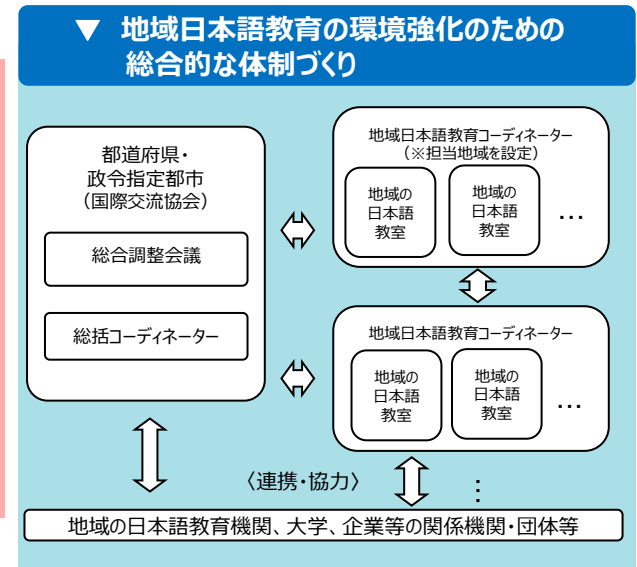 ▼ 地域日本語教育の環境強化のための
総合的な体制づくり
都道府県・
政令指定都市
(国際交流協会)
総合調整会議
総括コーディネーター
地域日本語教育コーディネーター
(※担当地域を設定)
地域の
日本語
教室
地域の
日本語
教室
…
地域日本語教育コーディネーター
地域の
日本語
教室
地域の
日本語
教室
…
〈連携・協力〉
⋮
地域の日本語教育機関、大学、企業等の関係機関・団体等